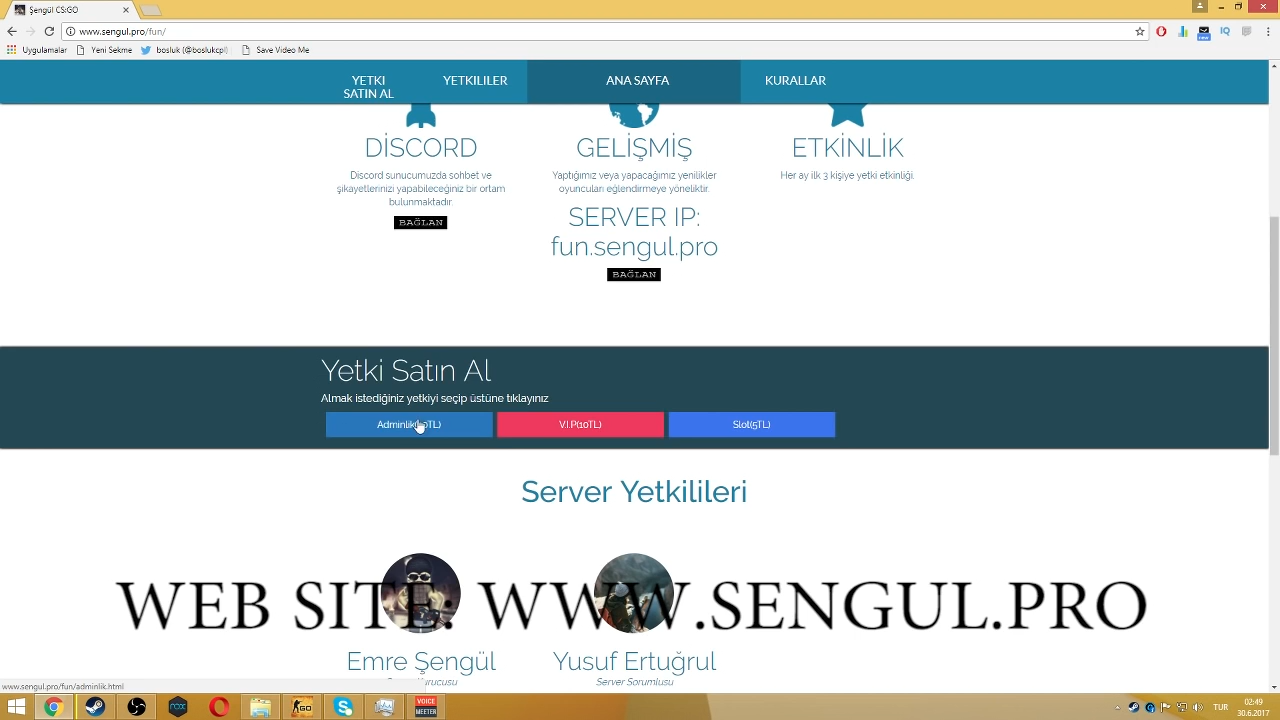 Şengül CS:GO
www.sengul.pro/fun/
Uygulamalar
Yeni Sekme
bosluk (@boslukcpl)
Save Video Me
YETKI
SATIN AL
YETKILILER
ANA SAYFA
KURALLAR
DİSCORD
Discord sunucumuzda sohbet ve
şikayetlerinizi yapabileceğiniz bir ortam
bulunmaktadır.
BAĞLAN
GELİŞMİŞ
Yaptığımız veya yapacağımız yenilikler
oyuncuları eğlendirmeye yöneliktir.
SERVER IP:
fun.sengul.pro
BAĞLAN
ETKİNLİK
Her ay ilk 3 kişiye yetki etkinliği.
Yetki Satın Al
Almak istediğiniz yetkiyi seçip üstüne tıklayınız
V.I.P(10TL)
Slot(5TL)
Server Yetkilileri
WEB SITE: WWW.SENGUL.PRO
Emre Şengül
Yusuf Ertuğrul
Server Sorumlusu
www.sengul.pro/fun/adminlik.html
VOICE
MEETER
TUR
02:49
30.6.2017